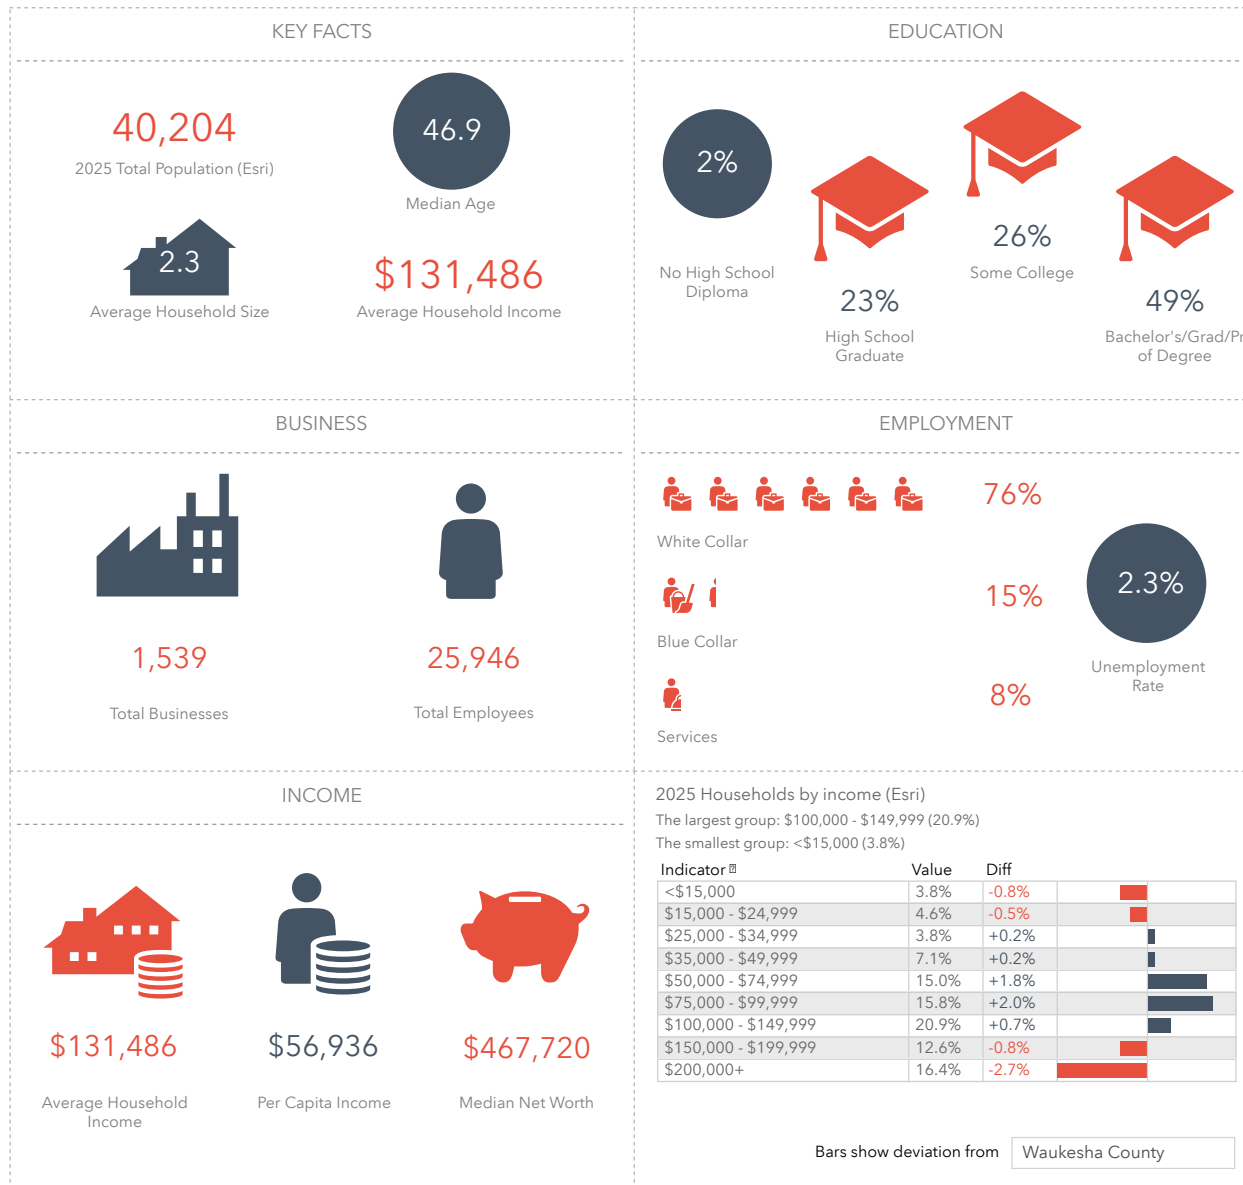 KEY FACTS
40,204
2025 Total Population (Esri)
46.9
Median Age
2.3
Average Household Size
$131,486
Average Household Income
EDUCATION
2%
No High School
Diploma
23%
High School
Graduate
26%
Some College
49%
Bachelor's/Grad/Pr
of Degree
BUSINESS
1,539
Total Businesses
25,946
Total Employees
EMPLOYMENT
76%
White Collar
15%
Blue Collar
8%
Services
2.3%
Unemployment
Rate
INCOME
$131,486
Average Household
Income
$56,936
Per Capita Income
$467,720
Median Net Worth
2025 Households by income (Esri)
The largest group: $100,000 - $149,999 (20.9%)
The smallest group: <$15,000 (3.8%)
Indicator Value Diff
<$15,000 3.8% -0.8%
$15,000 - $24,999 4.6% -0.5%
$25,000 - $34,999 3.8% +0.2%
$35,000 - $49,999 7.1% +0.2%
$50,000 - $74,999 15.0% +1.8%
$75,000 - $99,999 15.8% +2.0%
$100,000 - $149,999 20.9% +0.7%
$150,000 - $199,999 12.6% -0.8%
$200,000+ 16.4% -2.7%
Bars show deviation from Waukesha County